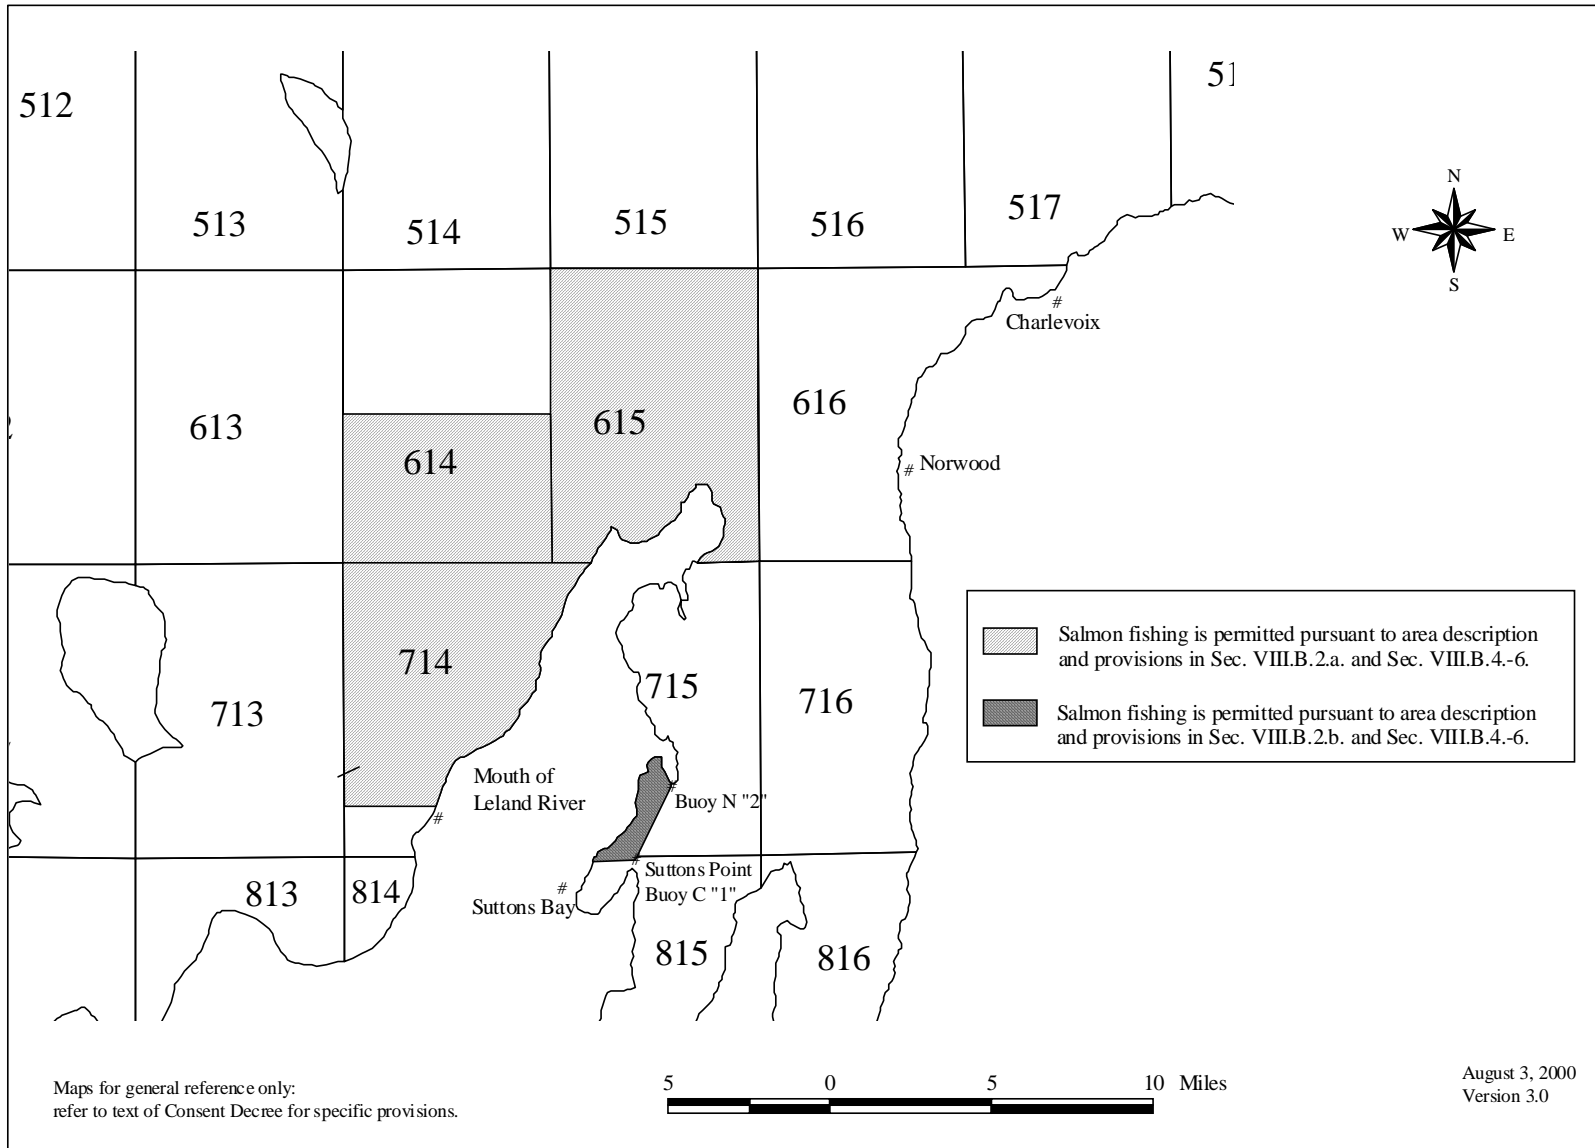 512
513
514
515
516
517
51
N
W E
S
Charlevoix
613
614
615
616
Norwood
713
714
715
716
Salmon fishing is permitted pursuant to area description
and provisions in Sec. VIII.B.2.a. and Sec. VIII.B.4.-6.
Salmon fishing is permitted pursuant to area description
and provisions in Sec. VIII.B.2.b. and Sec. VIII.B.4.-6.
Mouth of
Leland River
Buoy N "2"
Suttons Point
Buoy C "1"
Suttons Bay
813
814
815
816
Maps for general reference only:
refer to text of Consent Decree for specific provisions.
5 0 5 10 Miles
August 3, 2000
Version 3.0